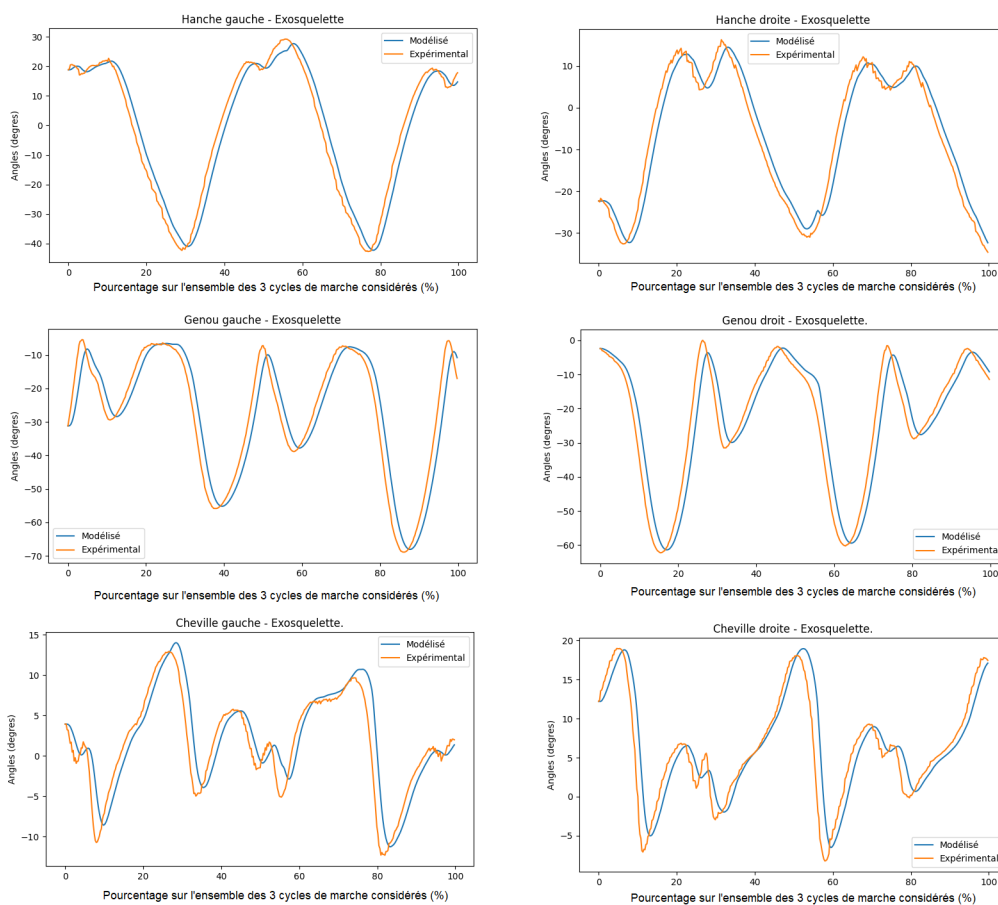 Hanche gauche - Exosquelette
30
20
10
0
−10
−20
−30
−40
Angles (degres)
Modélisé
Expérimental
0 20 40 60 80 100
Pourcentage sur l'ensemble des 3 cycles de marche considérés (%)
Hanche droite - Exosquelette
10
0
−10
−20
−30
Angles (degres)
Modélisé
Expérimental
0 20 40 60 80 100
Pourcentage sur l'ensemble des 3 cycles de marche considérés (%)
Genou gauche - Exosquelette
−10
−20
−30
−40
−50
−60
−70
Angles (degres)
Modélisé
Expérimental
0 20 40 60 80 100
Pourcentage sur l'ensemble des 3 cycles de marche considérés (%)
Genou droit - Exosquelette.
0
−10
−20
−30
−40
−50
−60
Angles (degres)
Modélisé
Expérimental
0 20 40 60 80 100
Pourcentage sur l'ensemble des 3 cycles de marche considérés (%)
Cheville gauche - Exosquelette.
15
10
5
0
−5
−10
Angles (degres)
Modélisé
Expérimental
0 20 40 60 80 100
Pourcentage sur l'ensemble des 3 cycles de marche considérés (%)
Cheville droite - Exosquelette.
20
15
10
5
0
−5
Angles (degres)
Modélisé
Expérimental
0 20 40 60 80 100
Pourcentage sur l'ensemble des 3 cycles de marche considérés (%)